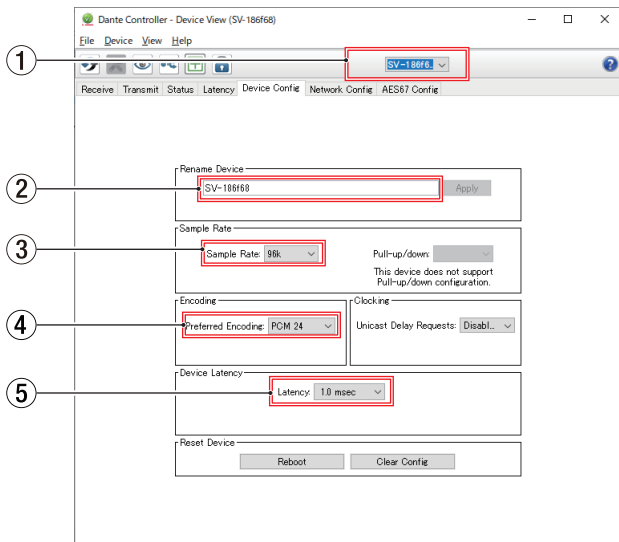 Dante Controller - Device View (SV-186f68)
File Device View Help
1
SV-186f6..
?
Receive Transmit Status Latency Device Config Network Config AES67 Config
Rename Device
2
SV-186f68
Apply
Sample Rate
3
Sample Rate: 96k
Pull-up/down:
This device does not support
Pull-up/down configuration.
Encoding
Clocking
4
Preferred Encoding: PCM 24
Unicast Delay Requests: Disabl..
Device Latency
5
Latency: 1.0 msec
Reset Device
Reboot
Clear Config